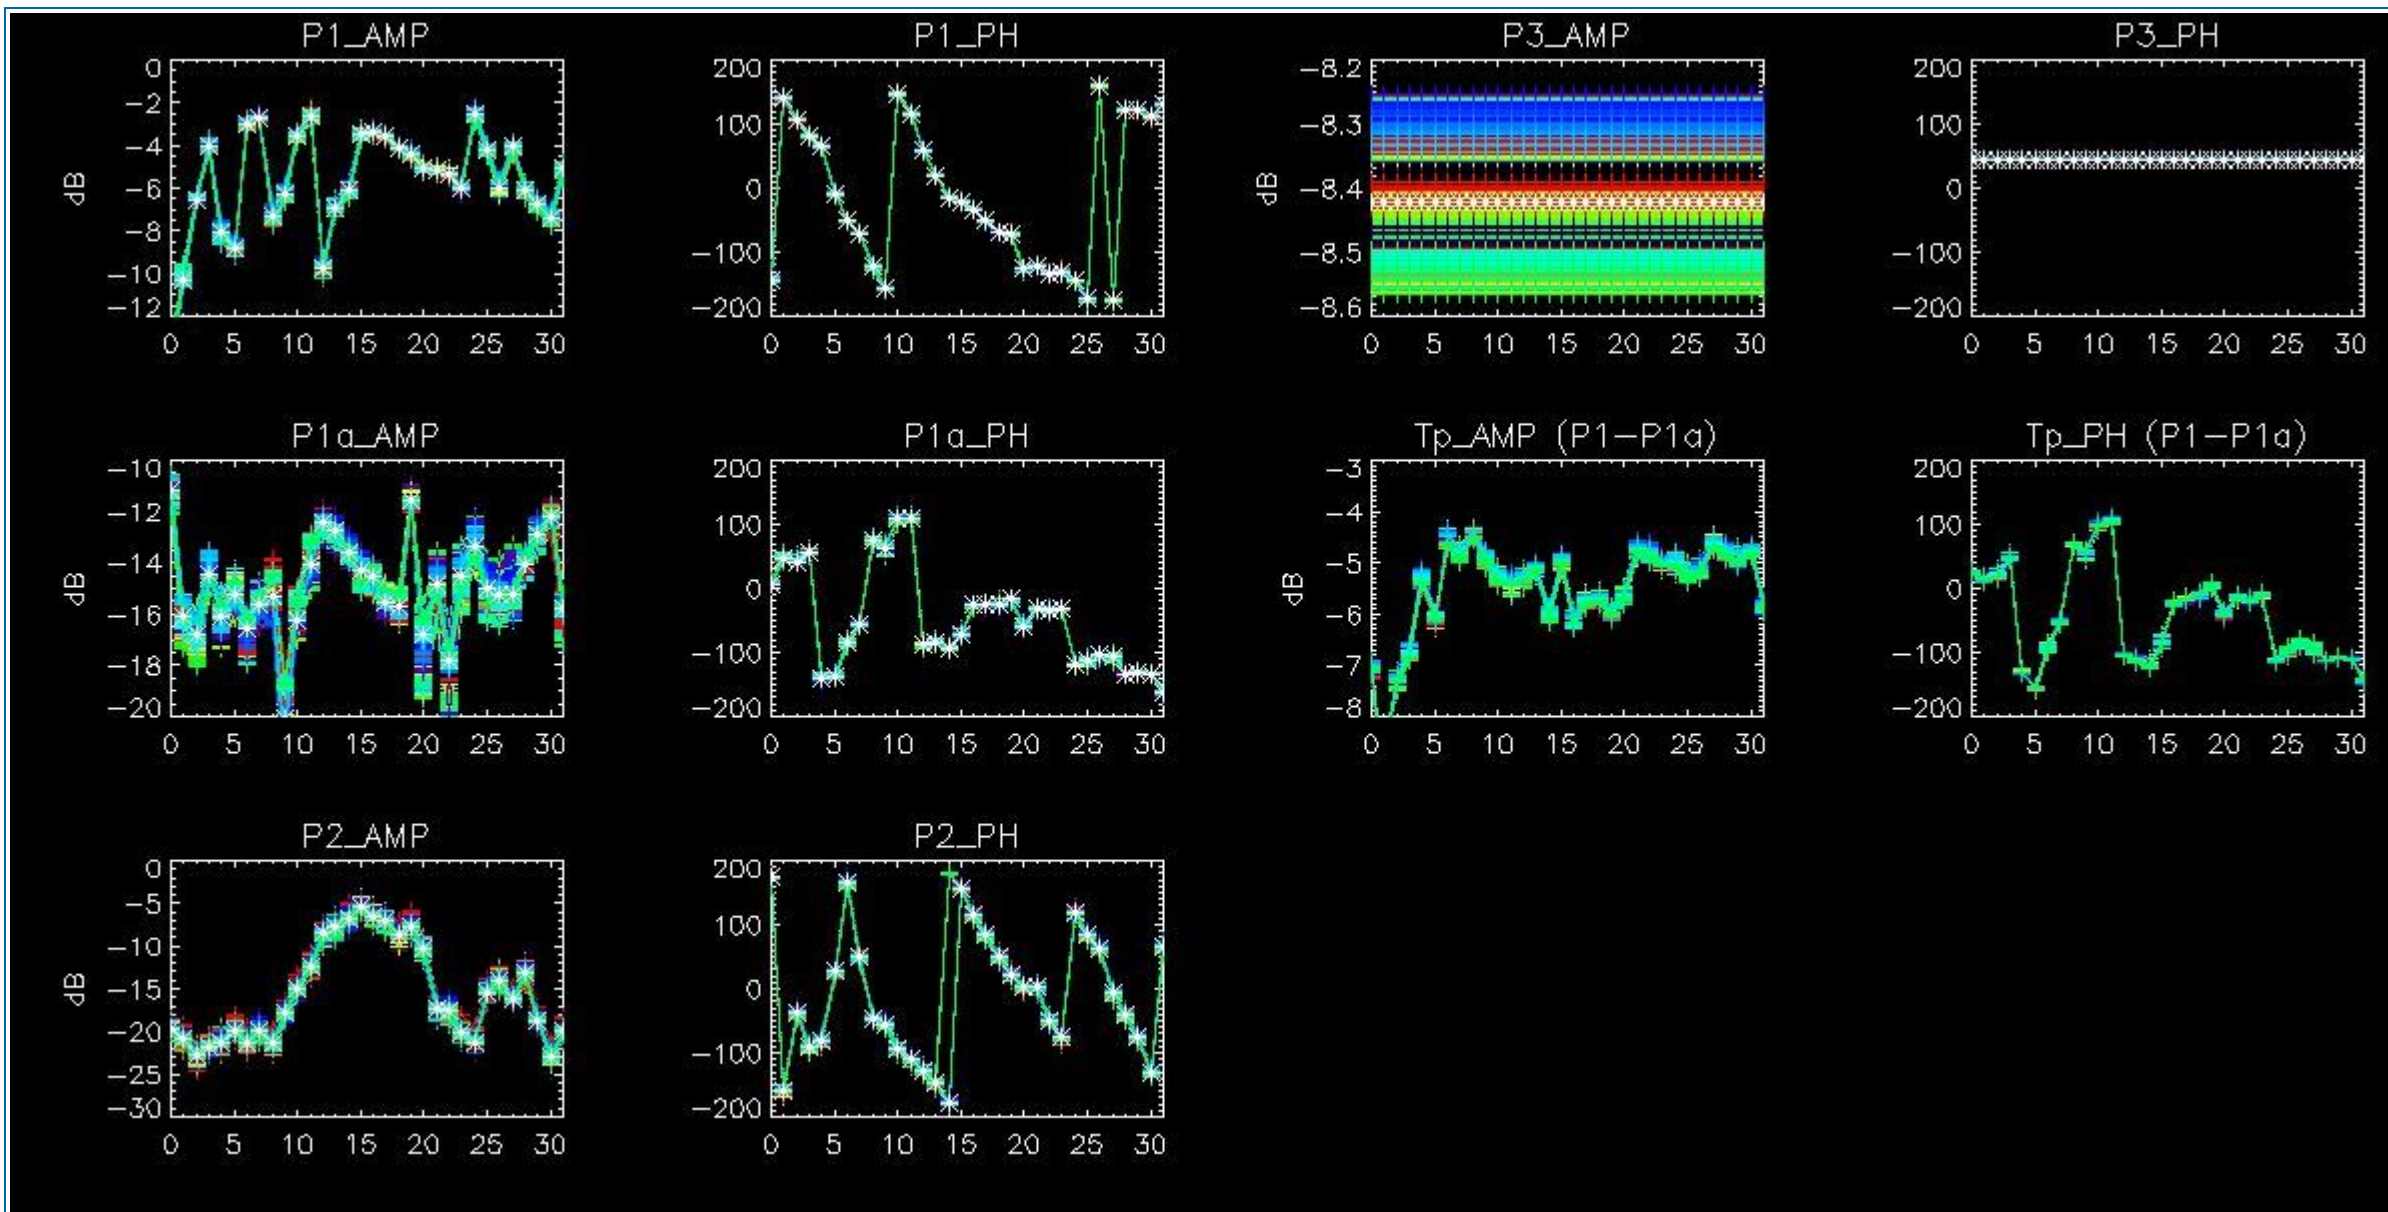 P1_AMP
0
−2
−4
−6
−8
−10
−12
dB
0 5 10 15 20 25 30
P1_PH
200
100
0
−100
−200
0 5 10 15 20 25 30
P3_AMP
−8.2
−8.3
−8.4
−8.5
−8.6
dB
0 5 10 15 20 25 30
P3_PH
200
100
0
−100
−200
0 5 10 15 20 25 30
P1a_AMP
−10
−12
−14
−16
−18
−20
dB
0 5 10 15 20 25 30
P1a_PH
200
100
0
−100
−200
0 5 10 15 20 25 30
Tp_AMP (P1−P1a)
−3
−4
−5
−6
−7
−8
dB
0 5 10 15 20 25 30
Tp_PH (P1−P1a)
200
100
0
−100
−200
0 5 10 15 20 25 30
P2_AMP
0
−5
−10
−15
−20
−25
−30
dB
0 5 10 15 20 25 30
P2_PH
200
100
0
−100
−200
0 5 10 15 20 25 30